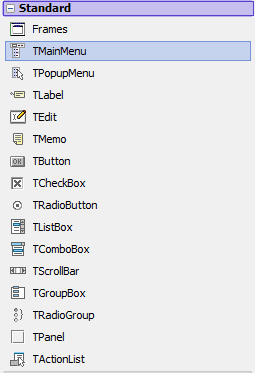 Standard
Frames
TMainMenu
TPopupMenu
TLabel
TEdit
TMemo
TButton
TCheckBox
TRadioButton
TListBox
TComboBox
TScrollBar
TGroupBox
TRadioGroup
TPanel
TActionList